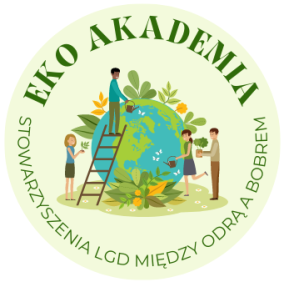 EKO AKADEMIA
STOWARZYSZENIA LGD MIĘDZY ODRĄ A BOBREM